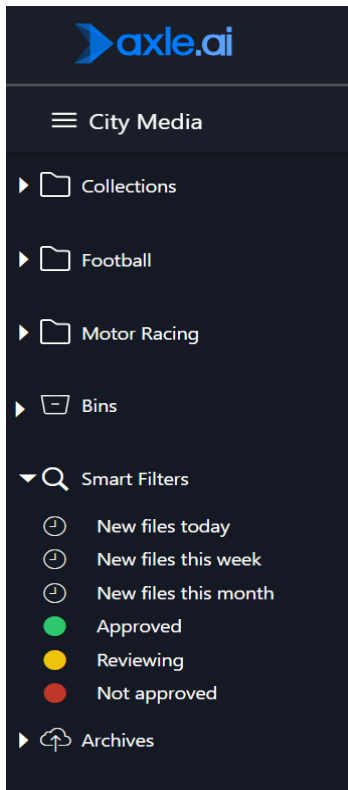 axle.ai
City Media
Collections
Football
Motor Racing
Bins
Smart Filters
New files today
New files this week
New files this month
Approved
Reviewing
Not approved
Archives